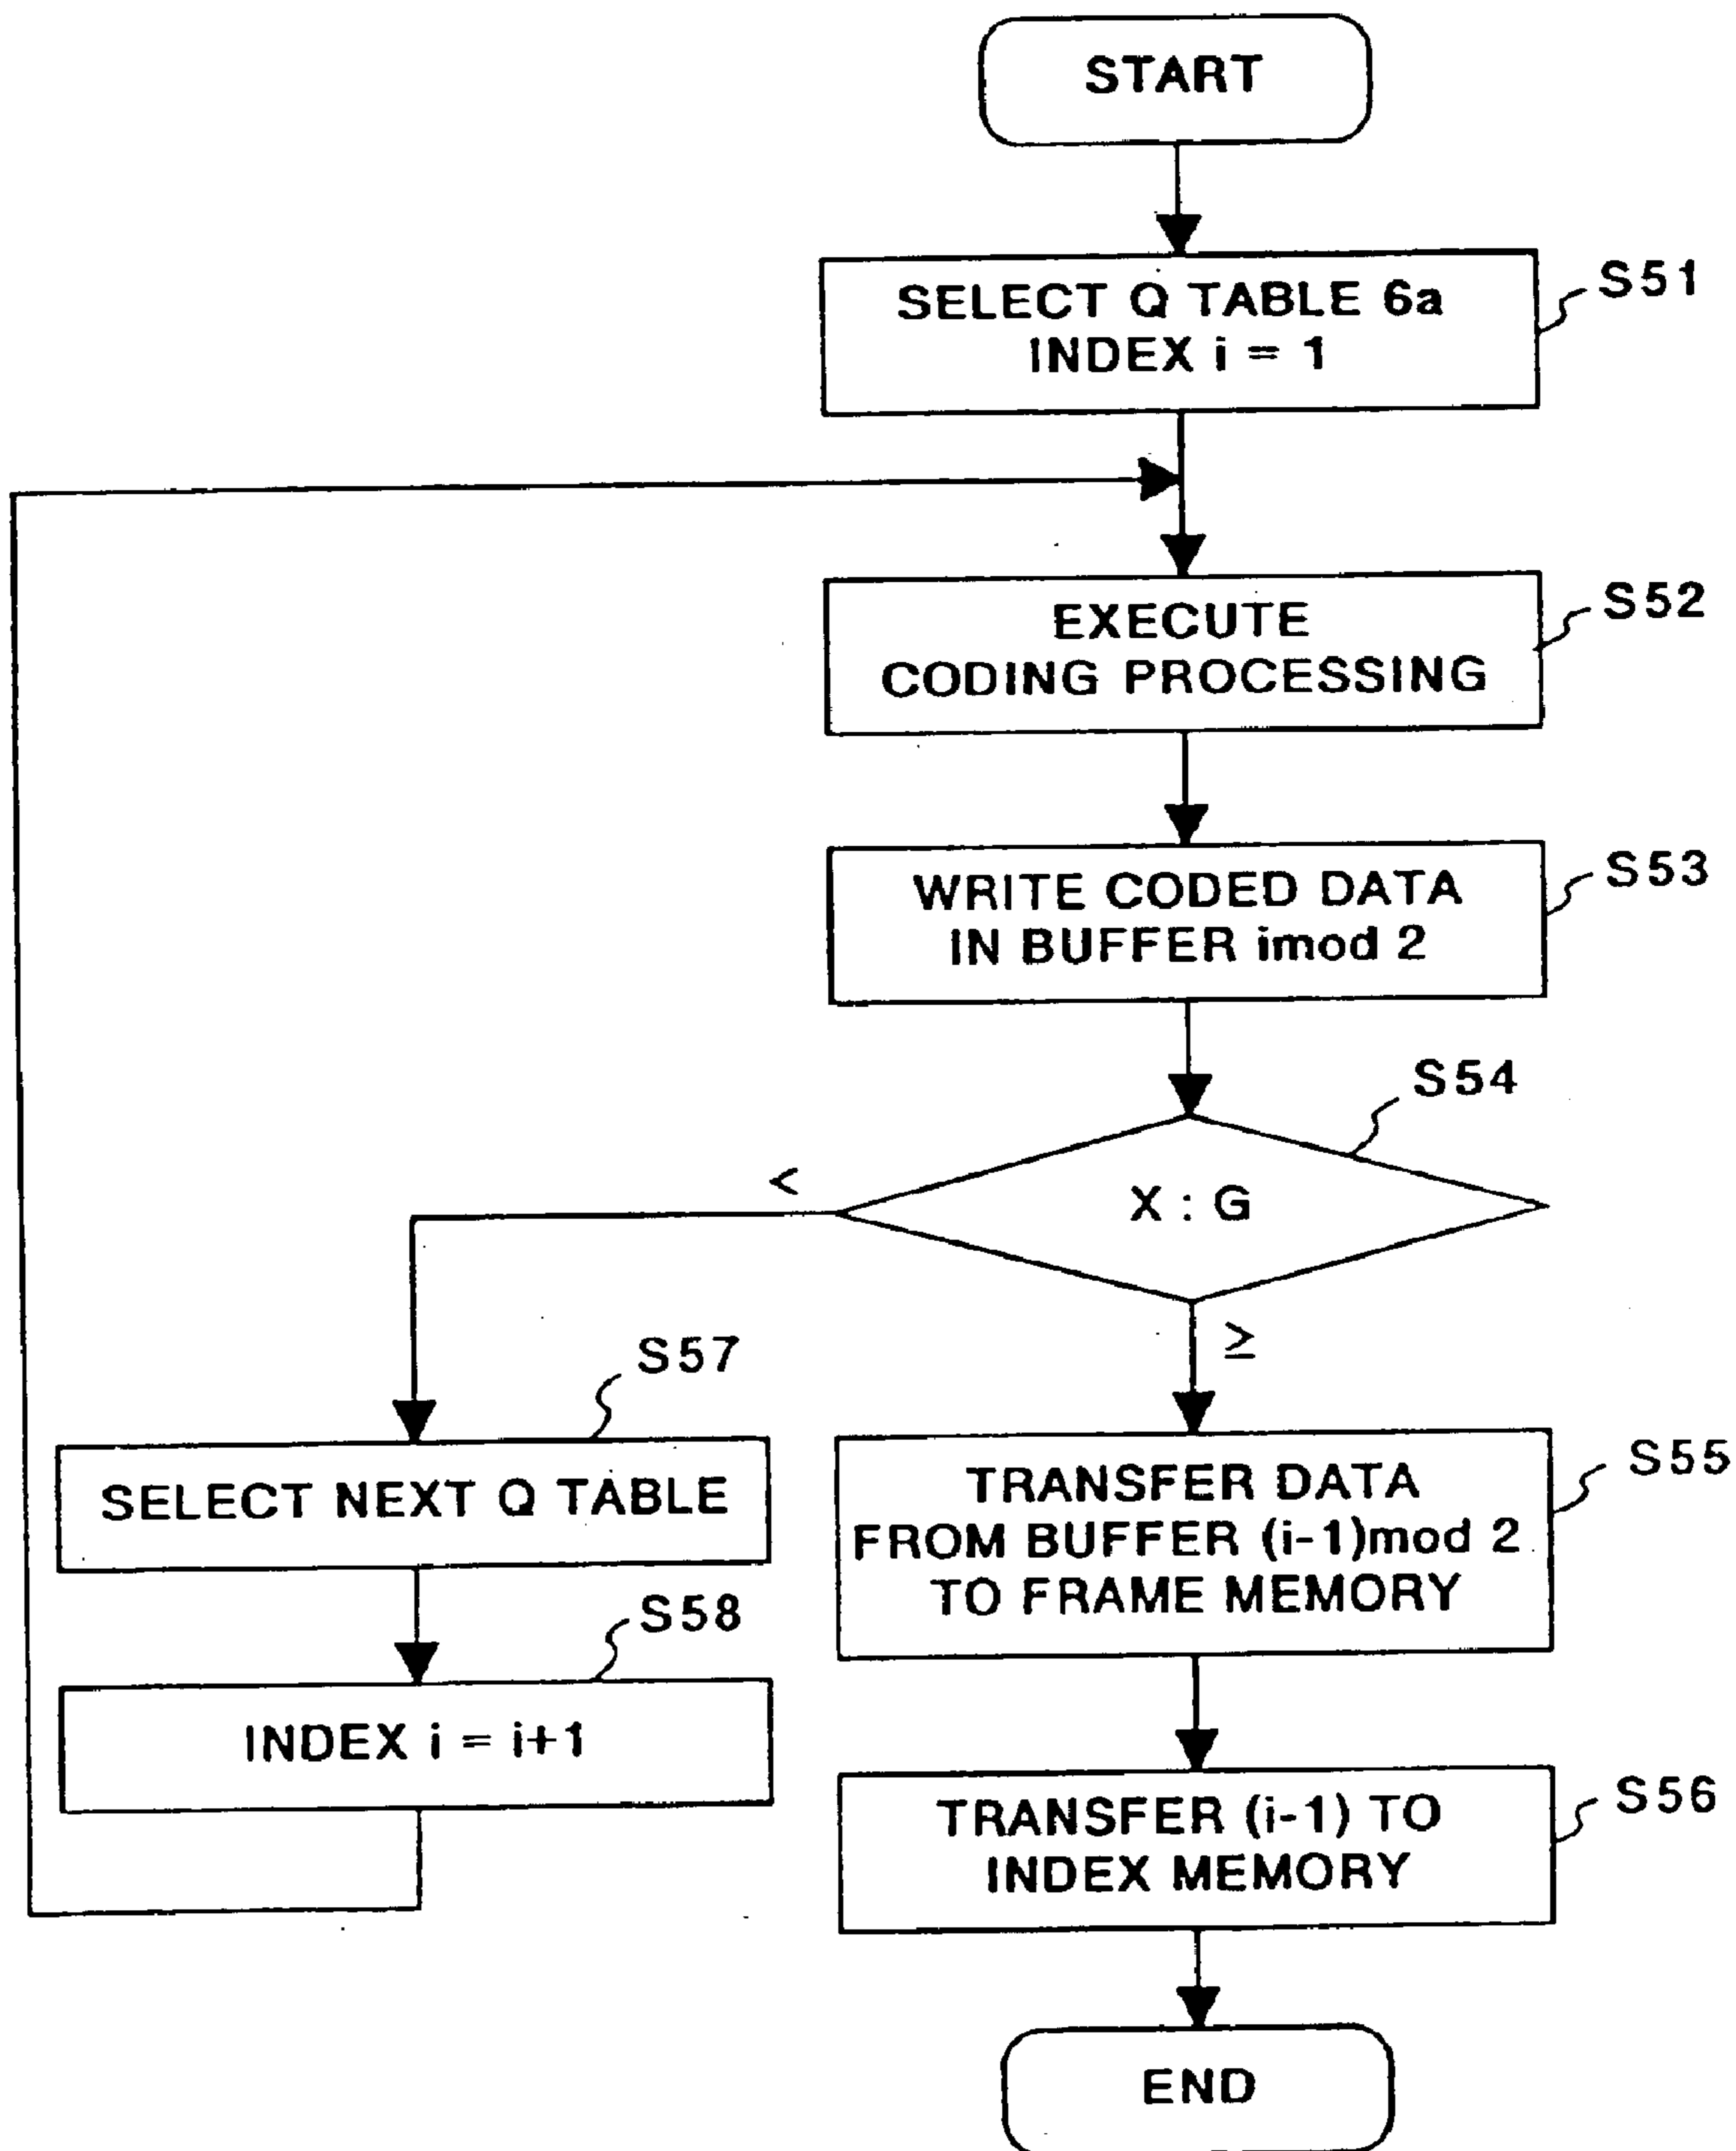 START
SELECT Q TABLE 6a
INDEX i = 1
S51
EXECUTE
CODING PROCESSING
S52
WRITE CODED DATA
IN BUFFER imod 2
S53
S54
X : G
<
≥
S57
SELECT NEXT Q TABLE
S58
INDEX i = i+1
TRANSFER DATA
FROM BUFFER (i-1)mod 2
TO FRAME MEMORY
S55
TRANSFER (i-1) TO
INDEX MEMORY
S56
END